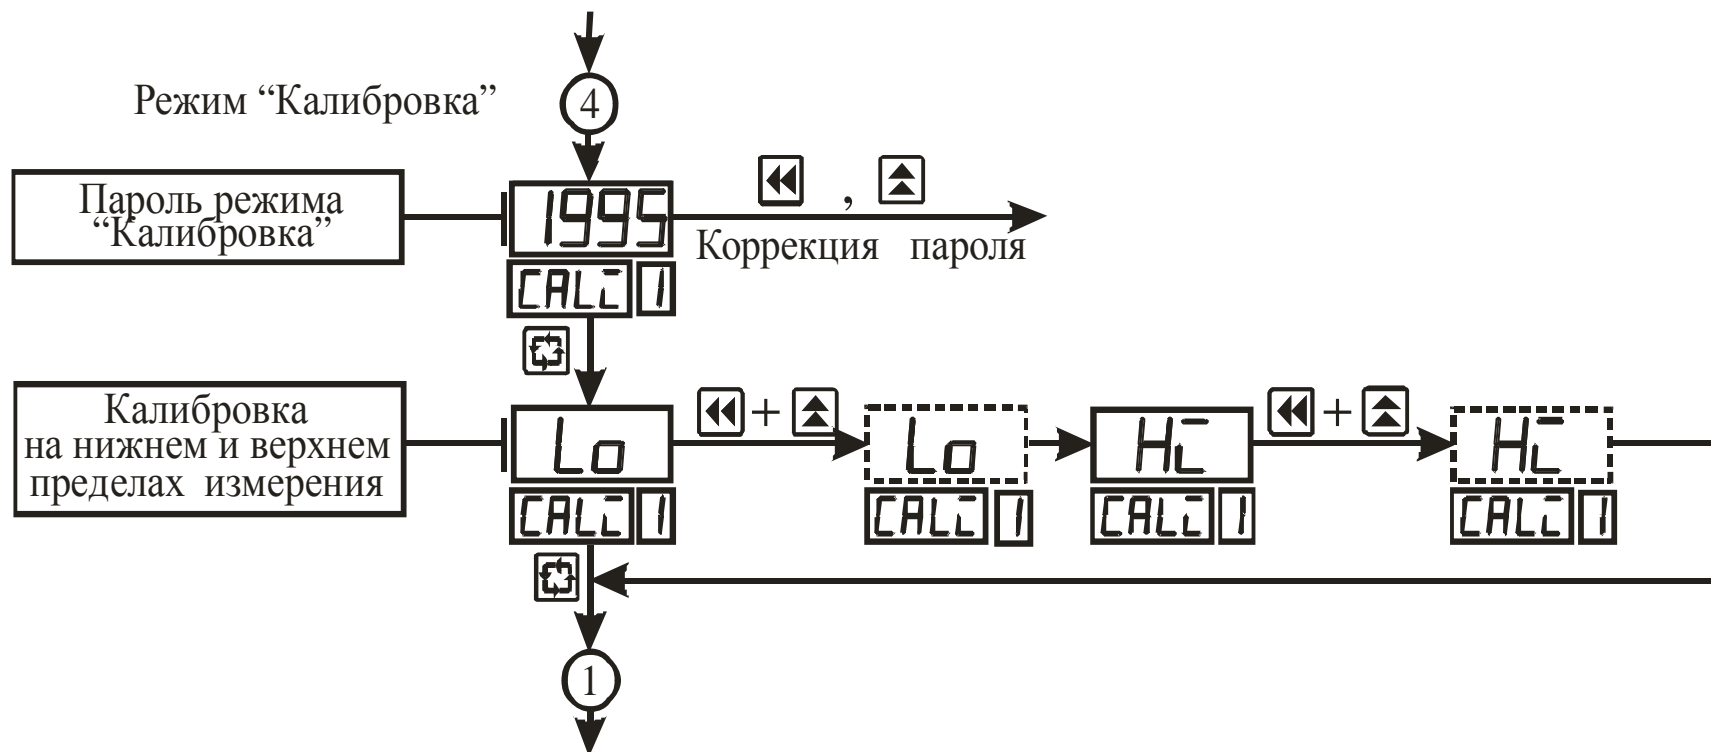 4
Режим “Калибровка”
Пароль режима
“Калибровка”
1995
,
Коррекция пароля
CALi 1
Калибровка
на нижнем и верхнем
пределах измерения
Lo
+
Lo
Hi
+
Hi
CALi 1
CALi 1
CALi 1
CALi 1
1